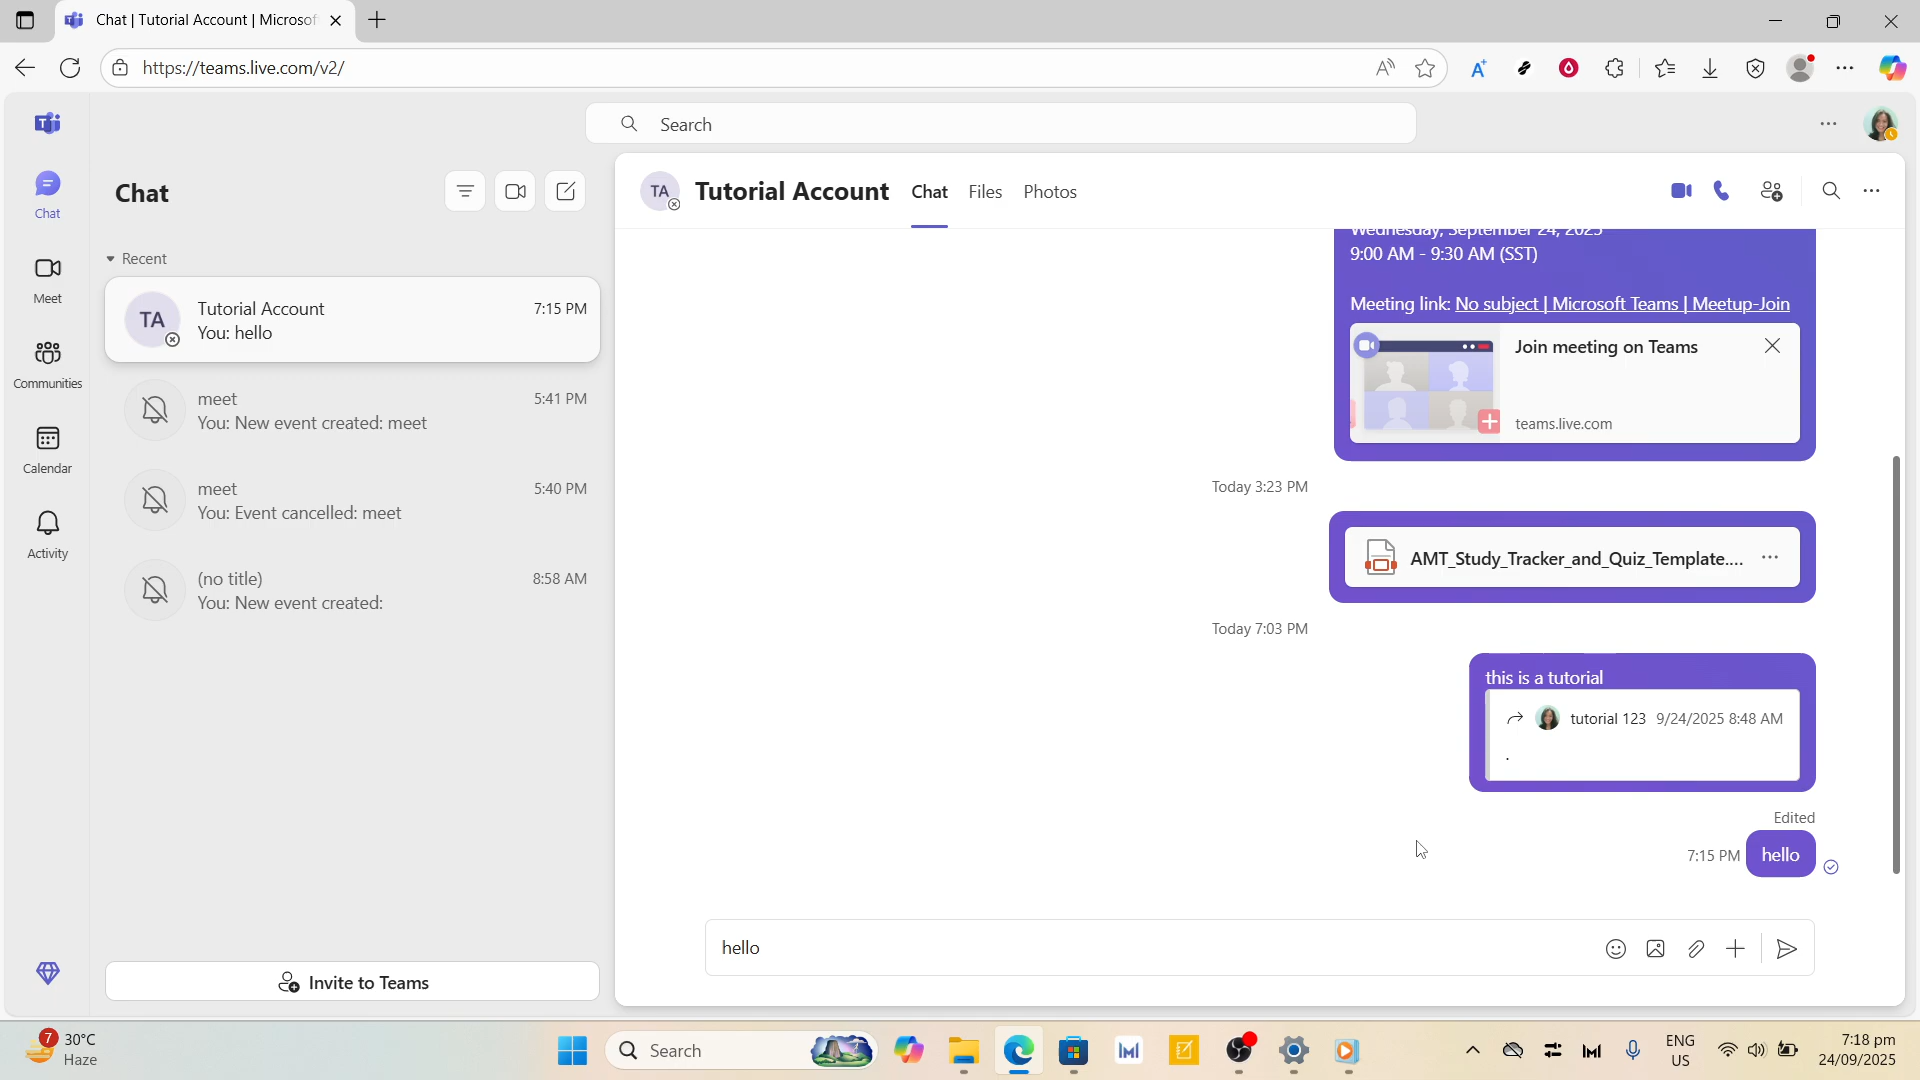 Chat | Tutorial Account | Microsof
https://teams.live.com/v2/
Search
Chat
Meet
Communities
Calendar
Activity
Chat
Recent
TA
Tutorial Account
7:15 PM
You: hello
meet
5:41 PM
You: New event created: meet
meet
5:40 PM
You: Event cancelled: meet
(no title)
8:58 AM
You: New event created:
Invite to Teams
TA
Tutorial Account
Chat
Files
Photos
Wednesday, September 24, 2025
9:00 AM - 9:30 AM (SST)
Meeting link: No subject | Microsoft Teams | Meetup-Join
Join meeting on Teams
teams.live.com
Today 3:23 PM
AMT_Study_Tracker_and_Quiz_Template....
Today 7:03 PM
this is a tutorial
tutorial 123 9/24/2025 8:48 AM
.
Edited
7:15 PM
hello
hello
7
30°C
Haze
Search
ENG
US
7:18 pm
24/09/2025